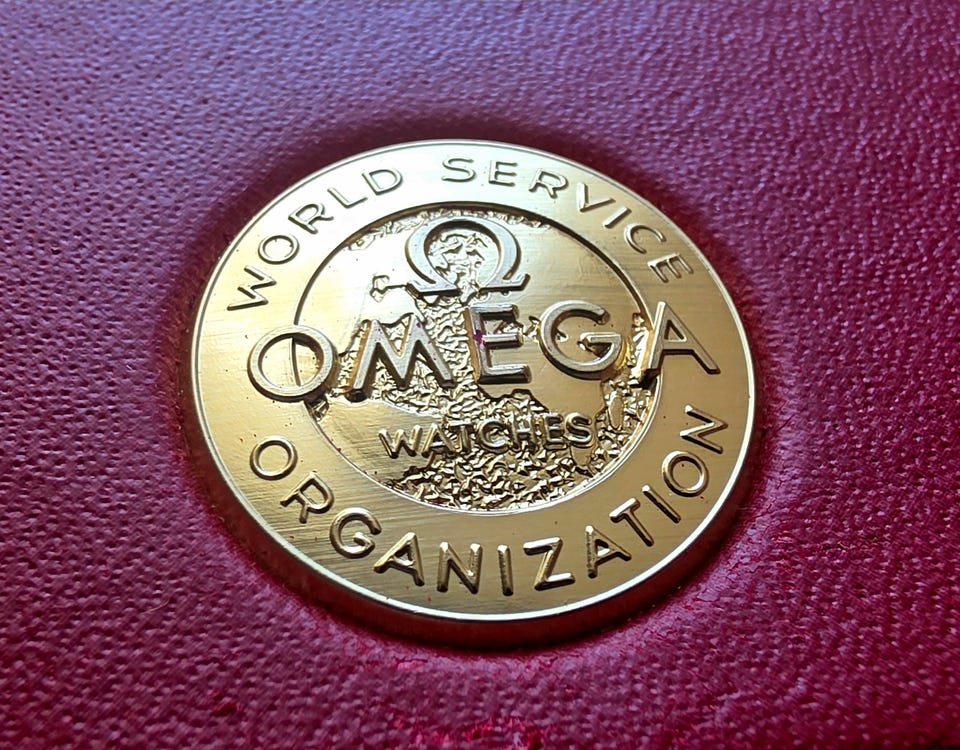 WORLD SERVICE
Ω
OMEGA
WATCHES
ORGANIZATION